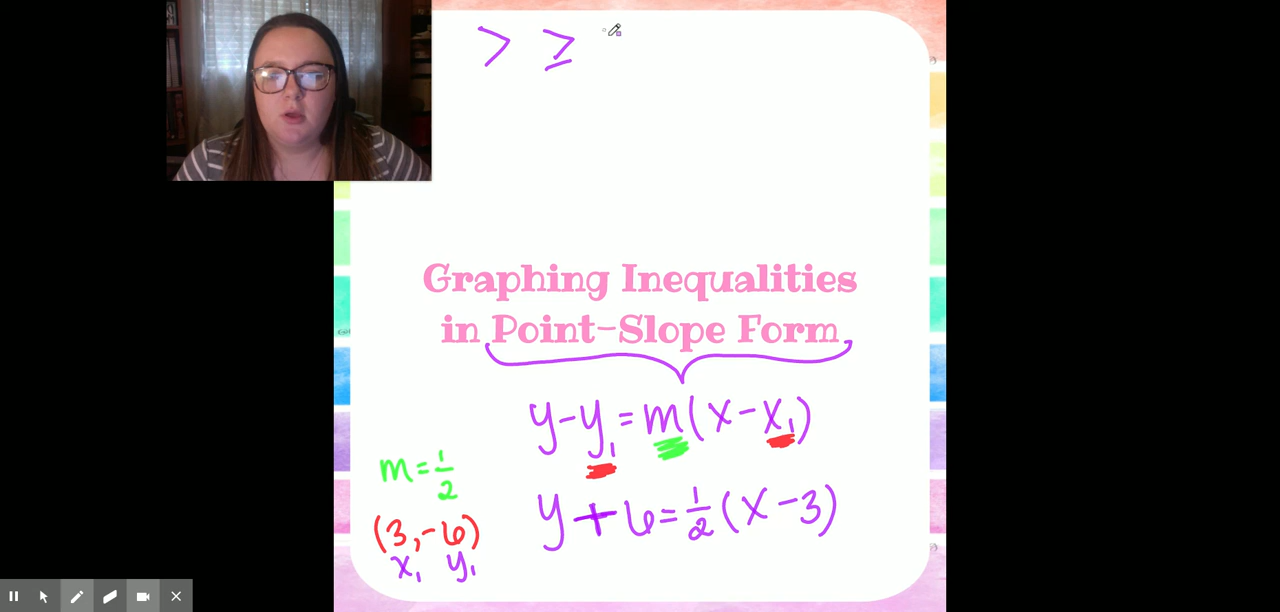 > ≥
Graphing Inequalities
in Point-Slope Form
y-y₁=m(x-x₁)
m=1/2
y+6=1/2(x-3)
(3,-6)
x₁ y₁